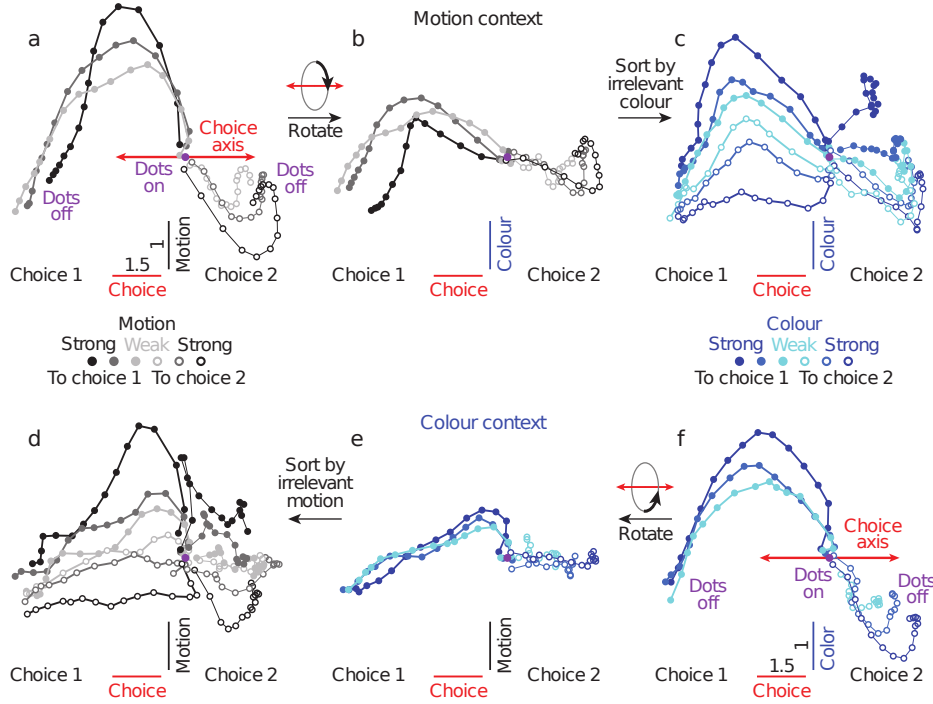 Motion context
a
b
c
Choice
axis
Rotate
Sort by
irrelevant
colour
Dots
on
Dots
off
Dots
off
1
1.5
Motion
Choice 1
Choice
Choice 2
Colour
Choice 1
Choice
Choice 2
Colour
Choice 1
Choice
Choice 2
Motion
Strong Weak Strong
To choice 1 To choice 2
Colour
Strong Weak Strong
To choice 1 To choice 2
Colour context
d
e
f
Sort by
irrelevant
motion
Rotate
Choice
axis
Dots
on
Dots
off
Dots
off
Motion
Choice 1
Choice
Choice 2
Motion
Choice 1
Choice
Choice 2
1
1.5
Color
Choice 1
Choice
Choice 2